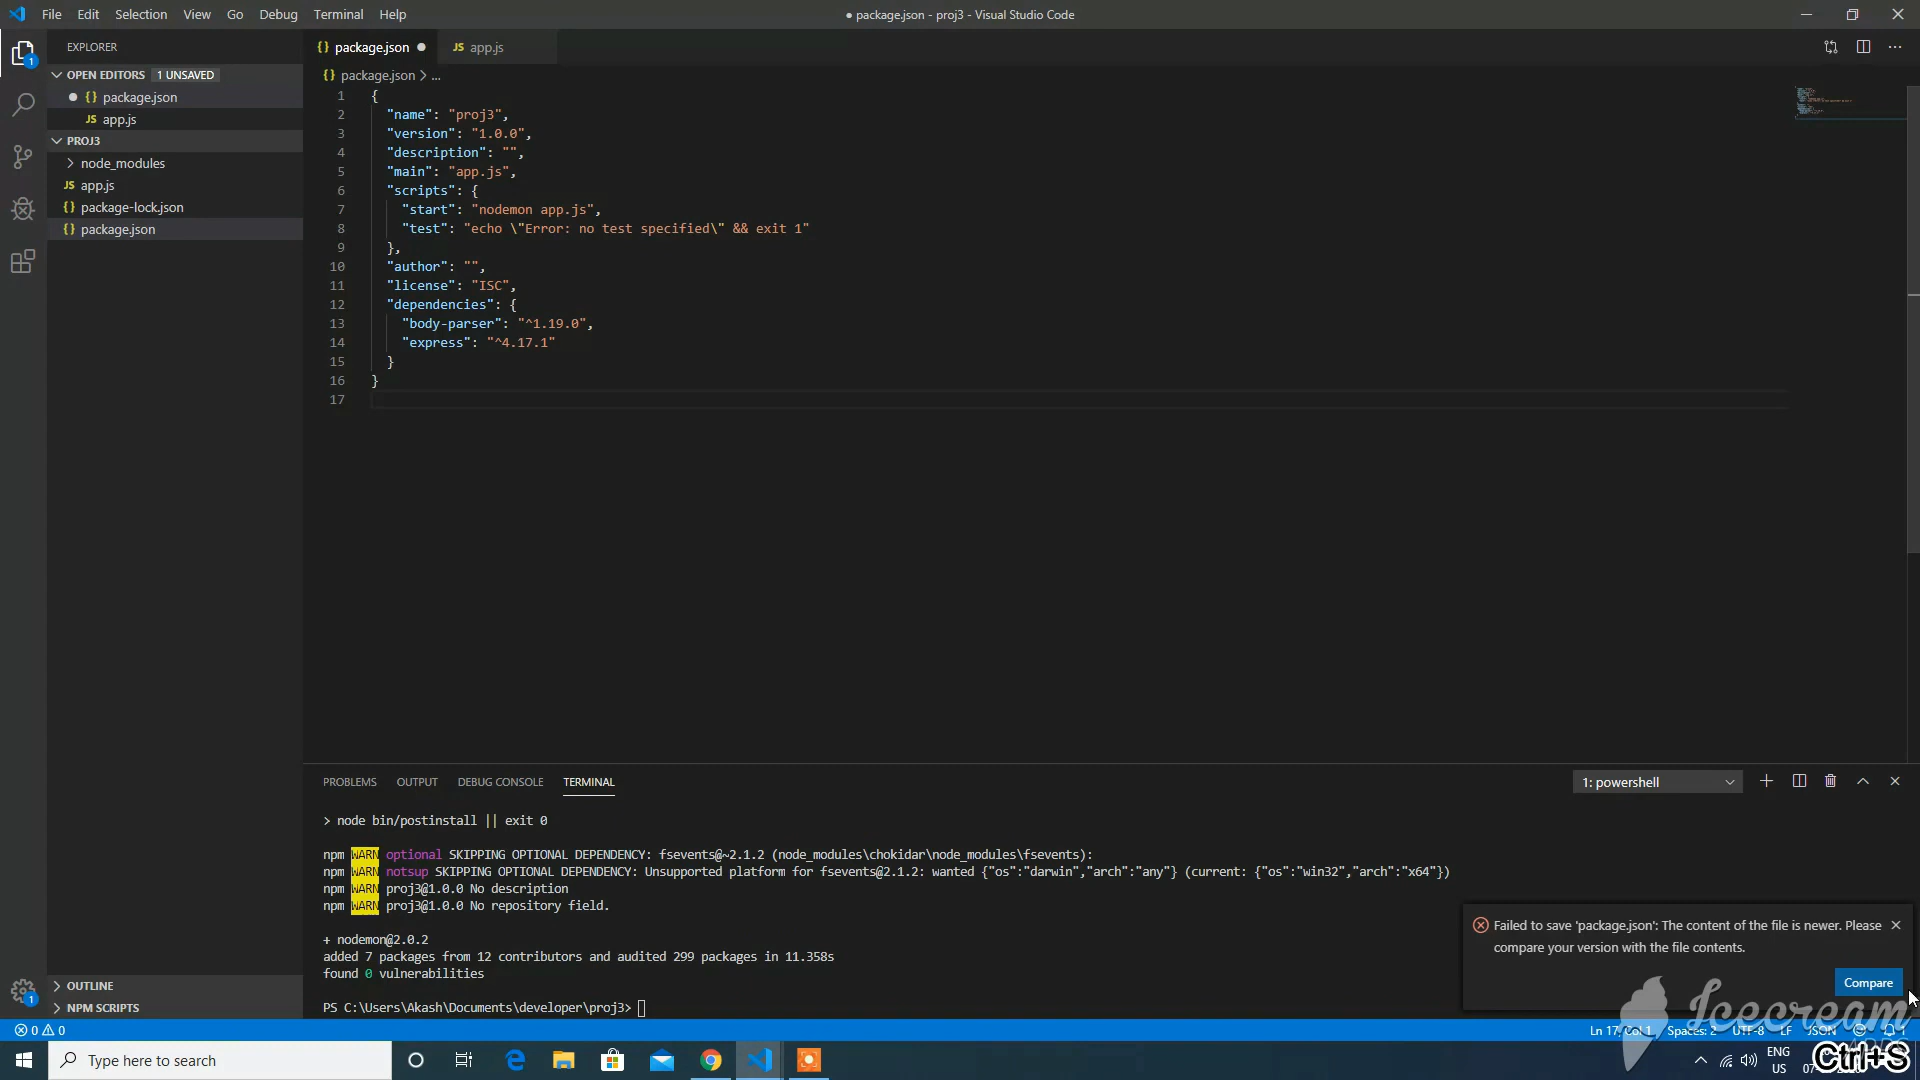 File Edit Selection View Go Debug Terminal Help
● package.json - proj3 - Visual Studio Code
EXPLORER
OPEN EDITORS 1 UNSAVED
{} package.json
JS app.js
PROJ3
node_modules
JS app.js
{} package-lock.json
{} package.json
OUTLINE
NPM SCRIPTS
1
1
{} package.json ●
JS app.js
{} package.json > ...
1 {
2 "name": "proj3",
3 "version": "1.0.0",
4 "description": "",
5 "main": "app.js",
6 "scripts": {
7 "start": "nodemon app.js",
8 "test": "echo \"Error: no test specified\" && exit 1"
9 },
10 "author": "",
11 "license": "ISC",
12 "dependencies": {
13 "body-parser": "^1.19.0",
14 "express": "^4.17.1"
15 }
16 }
17
PROBLEMS OUTPUT DEBUG CONSOLE TERMINAL
1: powershell
> node bin/postinstall || exit 0
npm WARN optional SKIPPING OPTIONAL DEPENDENCY: fsevents@~2.1.2 (node_modules\chokidar\node_modules\fsevents):
npm WARN notsup SKIPPING OPTIONAL DEPENDENCY: Unsupported platform for fsevents@2.1.2: wanted {"os":"darwin","arch":"any"} (current: {"os":"win32","arch":"x64"})
npm WARN proj3@1.0.0 No description
npm WARN proj3@1.0.0 No repository field.
+ nodemon@2.0.2
added 7 packages from 12 contributors and audited 299 packages in 11.358s
found 0 vulnerabilities
PS C:\Users\Akash\Documents\developer\proj3>
Failed to save 'package.json': The content of the file is newer. Please
compare your version with the file contents.
Compare
Icecream
0 0
Ln 17, Col 1 Spaces: 2 UTF-8 LF JSON 1
Type here to search
ENG
US
Ctrl+S